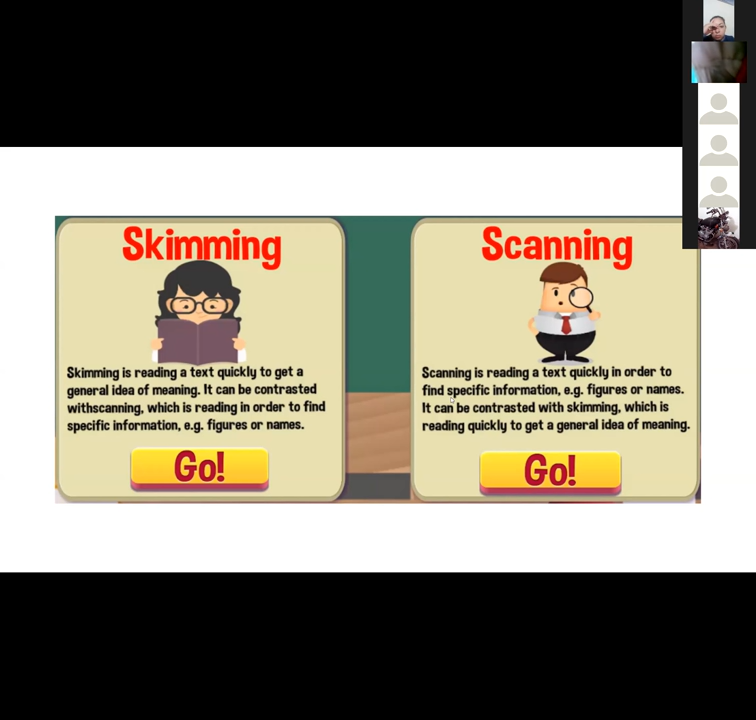 Skimming
Skimming is reading a text quickly to get a
general idea of meaning. It can be contrasted
withscanning, which is reading in order to find
specific information, e.g. figures or names.
Go!
Scanning
Scanning is reading a text quickly in order to
find specific information, e.g. figures or names.
It can be contrasted with skimming, which is
reading quickly to get a general idea of meaning.
Go!